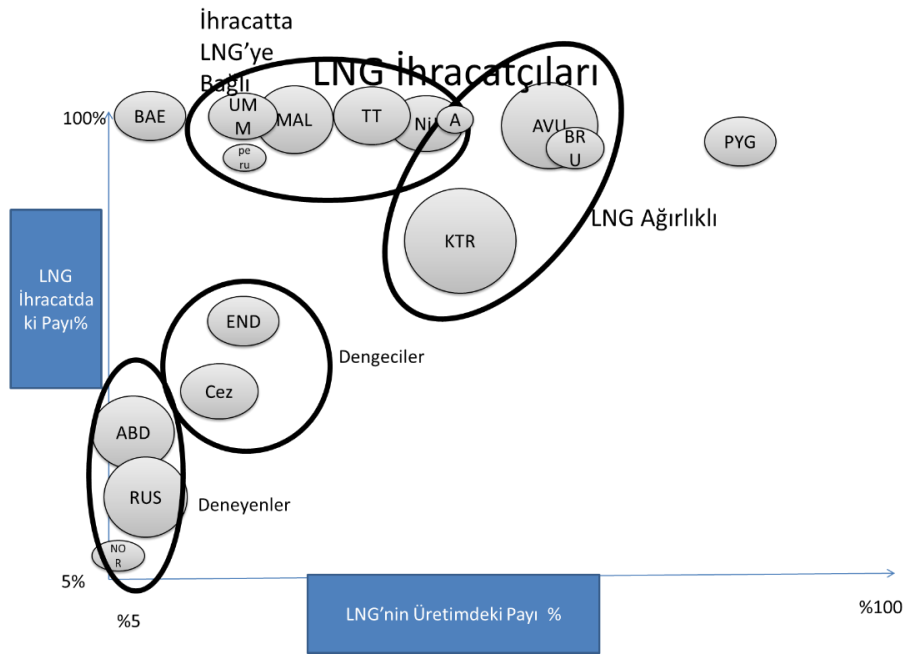 İhracatta
LNG'ye
Bağlı
LNG İhracatçıları
100%
BAE
UM
M
MAL
TT
A
AVU
BR
U
PYG
pe
ru
LNG Ağırlıklı
KTR
LNG
İhracatda
ki Payı%
END
Dengeciler
Cez
ABD
RUS
Deneyenler
NO
R
5%
%5
LNG'nin Üretimdeki Payı %
%100